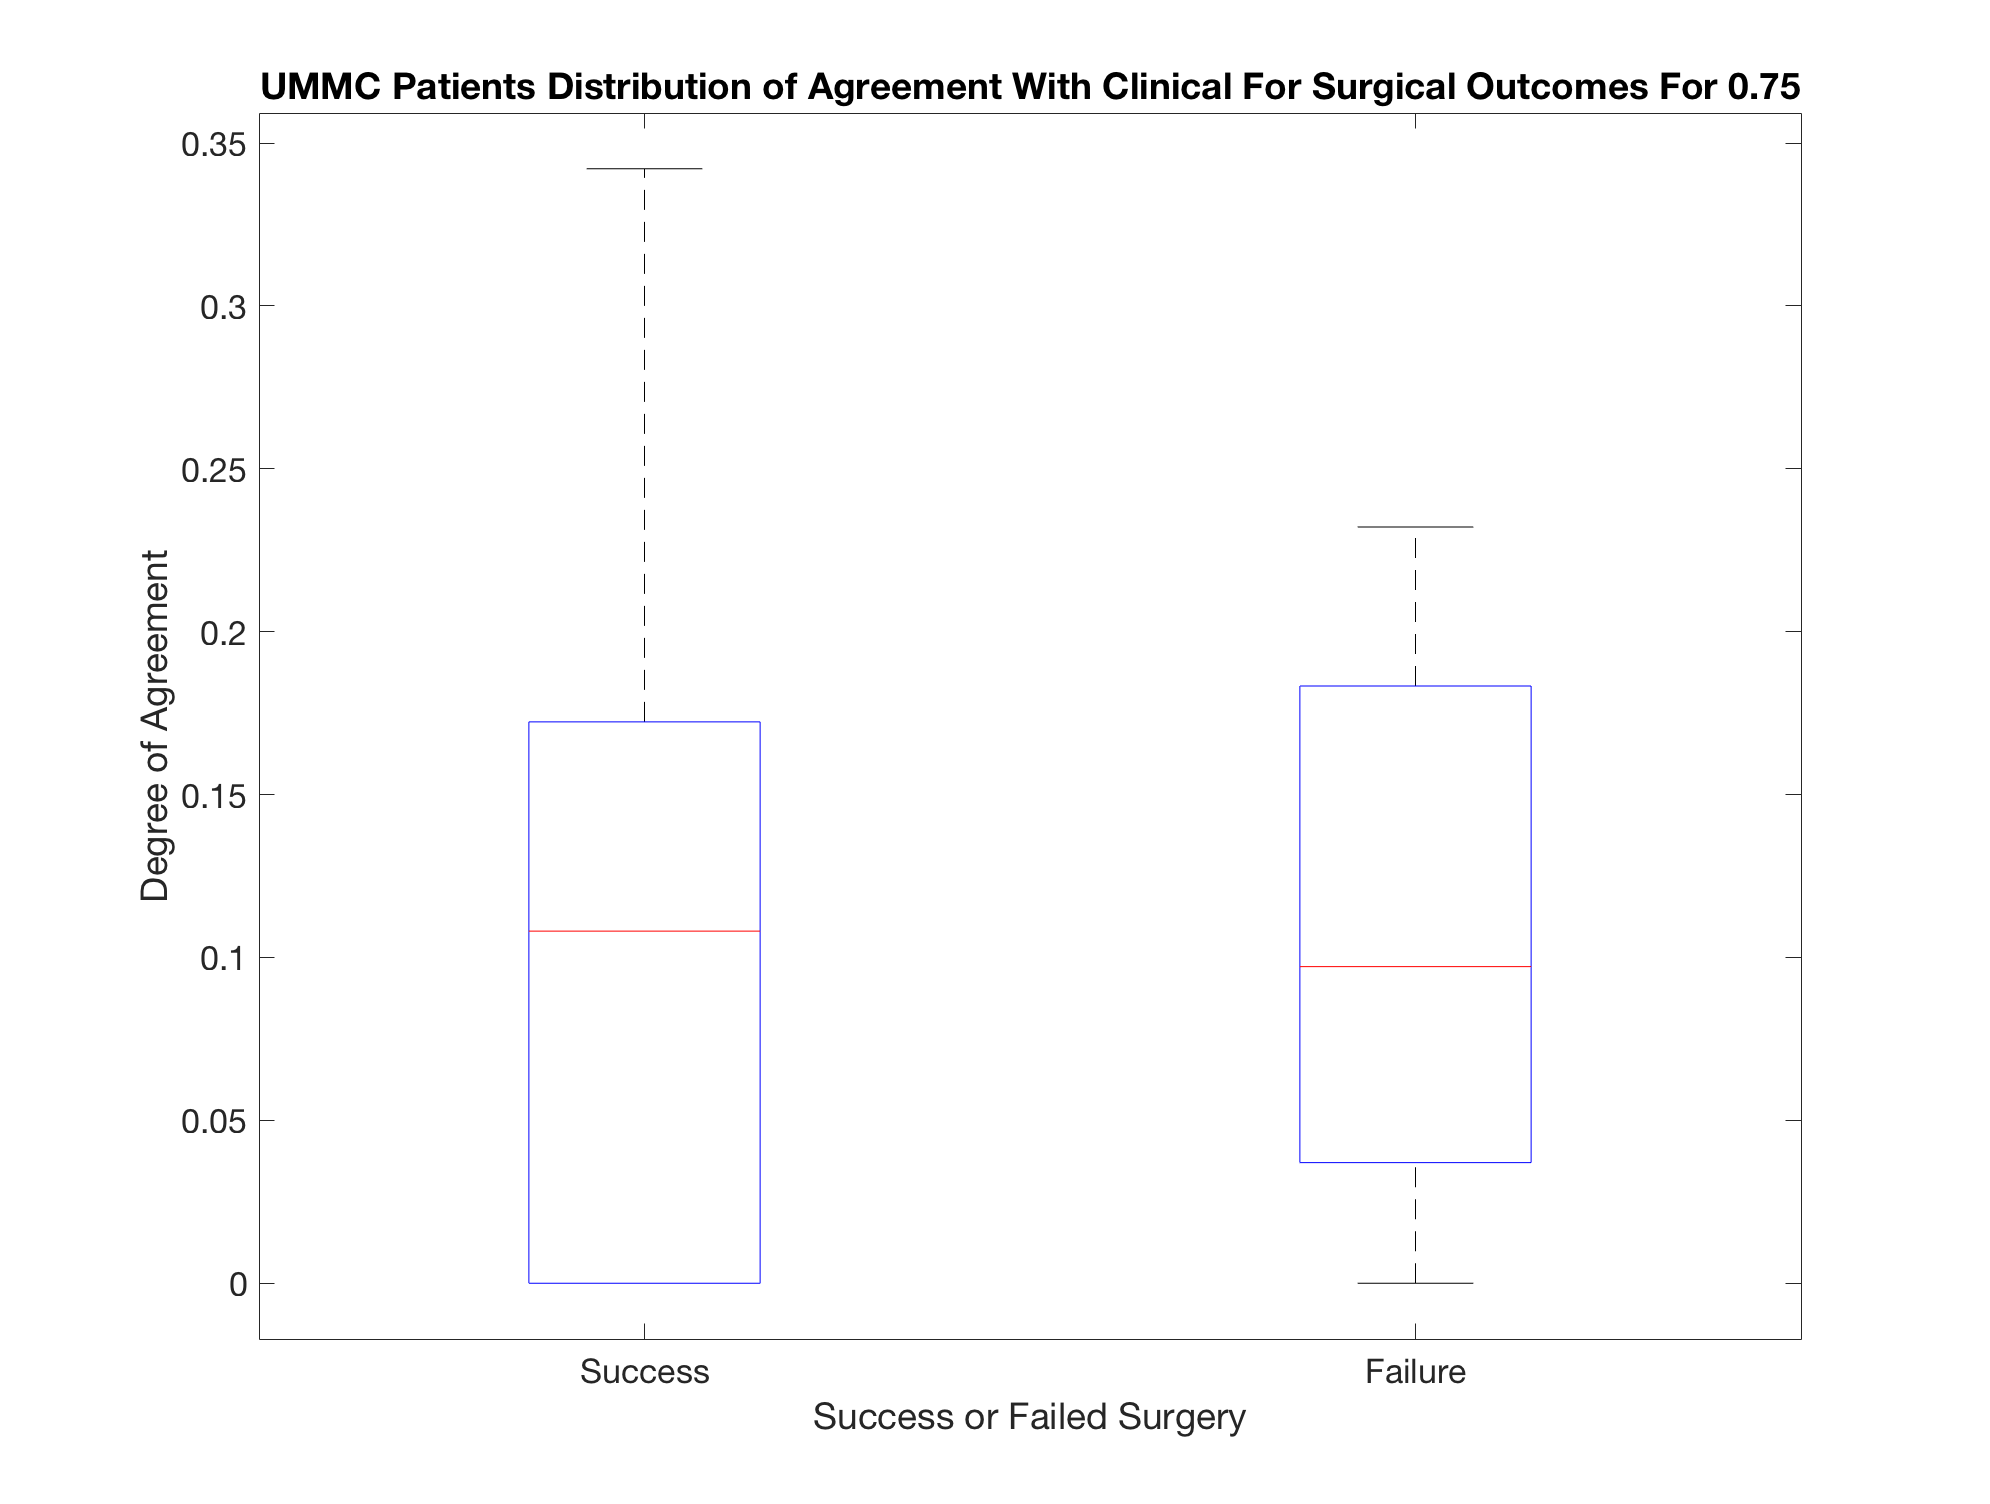 UMMC Patients Distribution of Agreement With Clinical For Surgical Outcomes For 0.75
0.35
0.3
0.25
0.2
0.15
0.1
0.05
0
Degree of Agreement
Success
Failure
Success or Failed Surgery